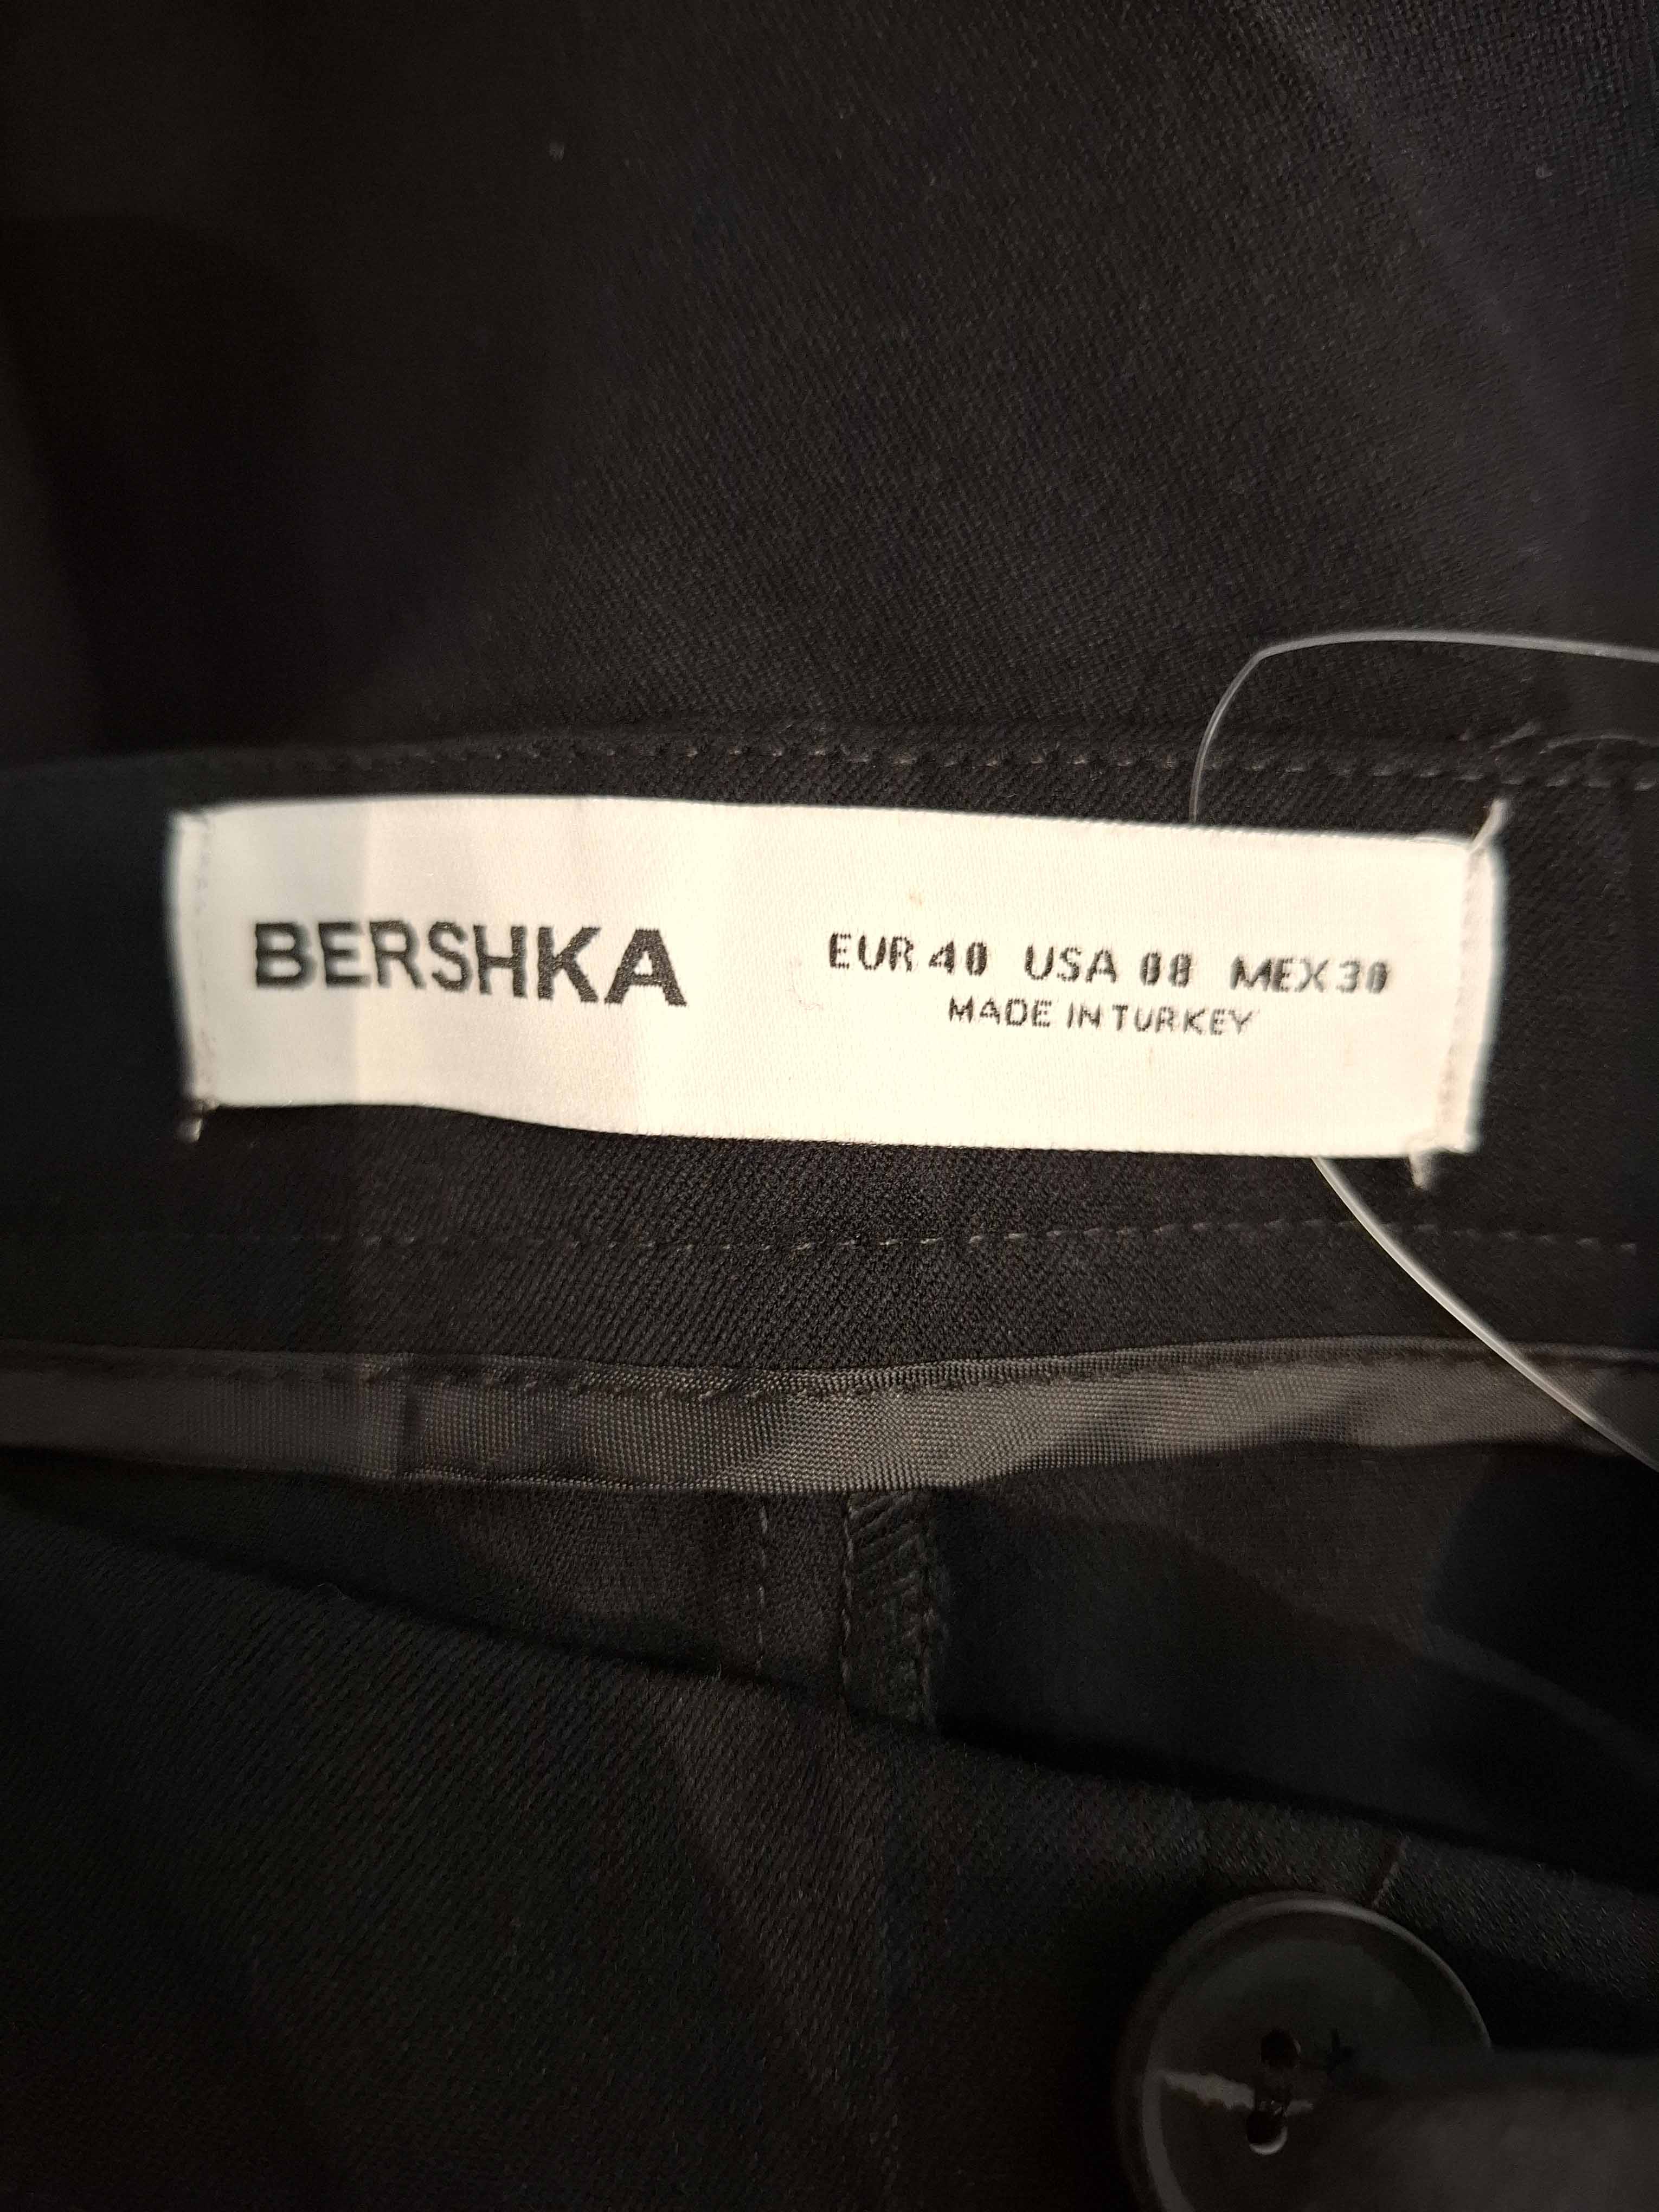 BERSHKA
EUR 40 USA 08 MEX 30
MADE IN TURKEY